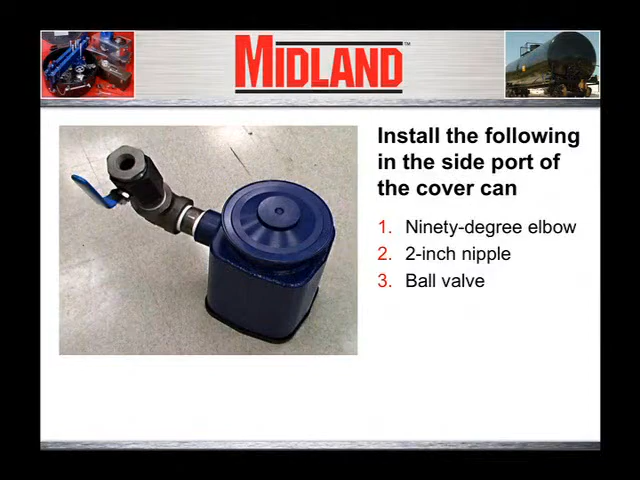 MIDLAND™
Install the following
in the side port of
the cover can
1. Ninety-degree elbow
2. 2-inch nipple
3. Ball valve